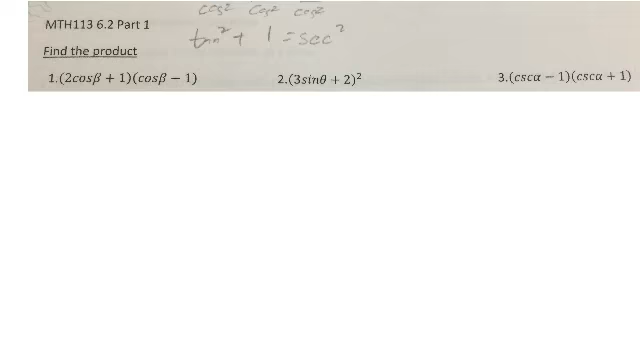 cos² cos² cos²
MTH113 6.2 Part 1
tan² + 1 = sec²
Find the product
1.(2cosβ + 1)(cosβ − 1) 2.(3sinθ + 2)² 3.(cscα − 1)(cscα + 1)